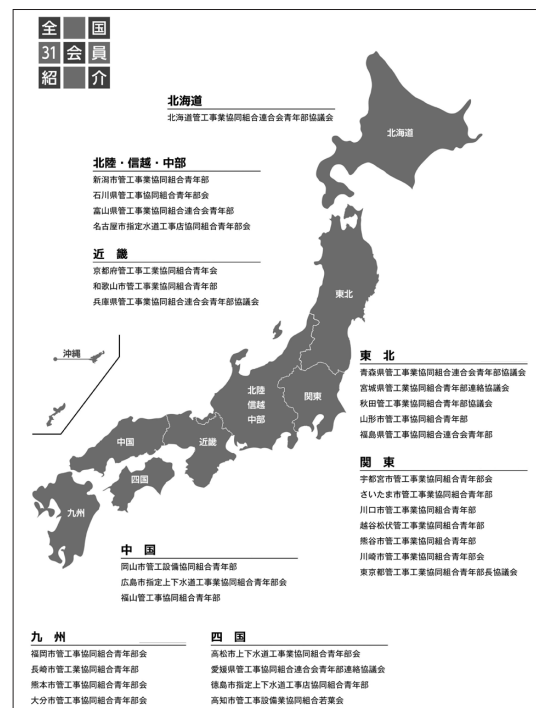 全国
31会員
紹介
北海道
北海道管工事業協同組合連合会青年部協議会
北海道
北陸・信越・中部
新潟市管工事業協同組合青年部
石川県管工事協同組合青年部会
富山県管工事業協同組合連合会青年部
名古屋市指定水道工事店協同組合青年部会
近畿
京都府管工事工業協同組合青年会
和歌山市管工事業協同組合青年部
兵庫県管工事業協同組合連合会青年部協議会
東北
沖縄
北陸
信越
中部
関東
中国
近畿
四国
九州
東北
青森県管工事業協同組合連合会青年部協議会
宮城県管工業協同組合青年部連絡協議会
秋田管工事業協同組合青年部協議会
山形市管工事協同組合青年部
福島県管工事協同組合連合会青年部
関東
宇都宮市管工事業協同組合青年部会
さいたま市管工事業協同組合青年部
川口市管工事業協同組合青年部
越谷松伏管工事業協同組合青年部
熊谷市管工事業協同組合青年部
川崎市管工事業協同組合青年部会
東京都管工事工業協同組合青年部長協議会
中国
岡山市管工設備協同組合青年部
広島市指定上下水道工事業協同組合青年部会
福山管工事協同組合青年部
九州
福岡市管工事協同組合青年部会
長崎市管工業協同組合青年部
熊本市管工事協同組合青年部会
大分市管工事協同組合青年部会
四国
高松市上下水道工事業協同組合青年部会
愛媛県管工事協同組合連合会青年部連絡協議会
徳島市指定上下水道工事店協同組合青年部
高知市管工事設備業協同組合若葉会